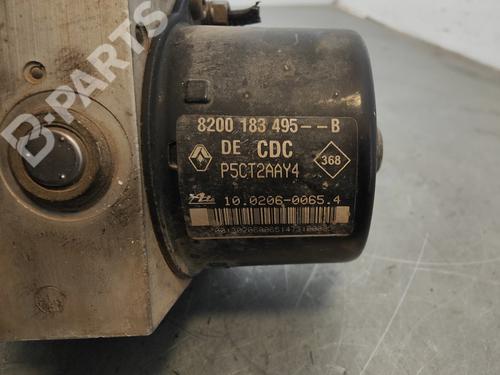 B-PARTS
8200 183 495--B
DE CDC
P5CT2AAY4
368
10.0206-0065.4